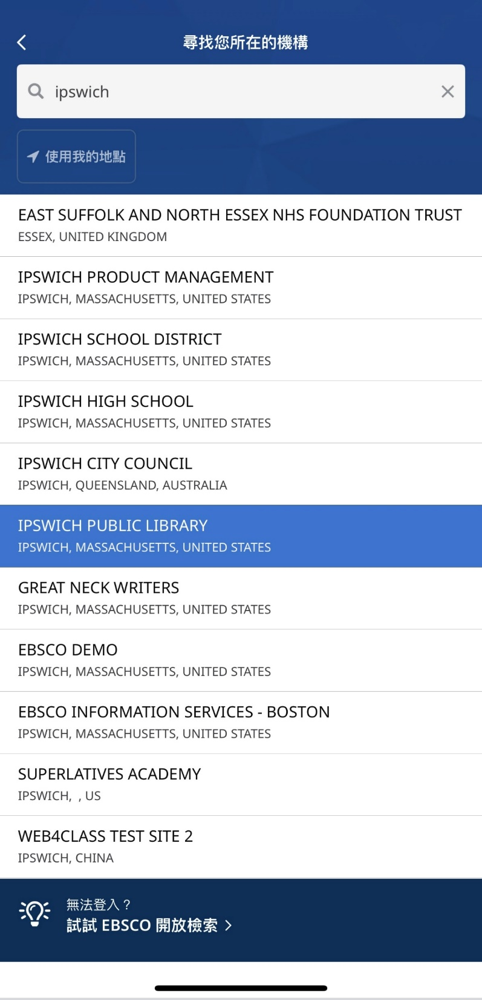 尋找您所在的機構
ipswich
使用我的地點
EAST SUFFOLK AND NORTH ESSEX NHS FOUNDATION TRUST
ESSEX, UNITED KINGDOM
IPSWICH PRODUCT MANAGEMENT
IPSWICH, MASSACHUSETTS, UNITED STATES
IPSWICH SCHOOL DISTRICT
IPSWICH, MASSACHUSETTS, UNITED STATES
IPSWICH HIGH SCHOOL
IPSWICH, MASSACHUSETTS, UNITED STATES
IPSWICH CITY COUNCIL
IPSWICH, QUEENSLAND, AUSTRALIA
IPSWICH PUBLIC LIBRARY
IPSWICH, MASSACHUSETTS, UNITED STATES
GREAT NECK WRITERS
IPSWICH, MASSACHUSETTS, UNITED STATES
EBSCO DEMO
IPSWICH, MASSACHUSETTS, UNITED STATES
EBSCO INFORMATION SERVICES - BOSTON
IPSWICH, MASSACHUSETTS, UNITED STATES
SUPERLATIVES ACADEMY
IPSWICH, , US
WEB4CLASS TEST SITE 2
IPSWICH, CHINA
無法登入？
試試 EBSCO 開放檢索